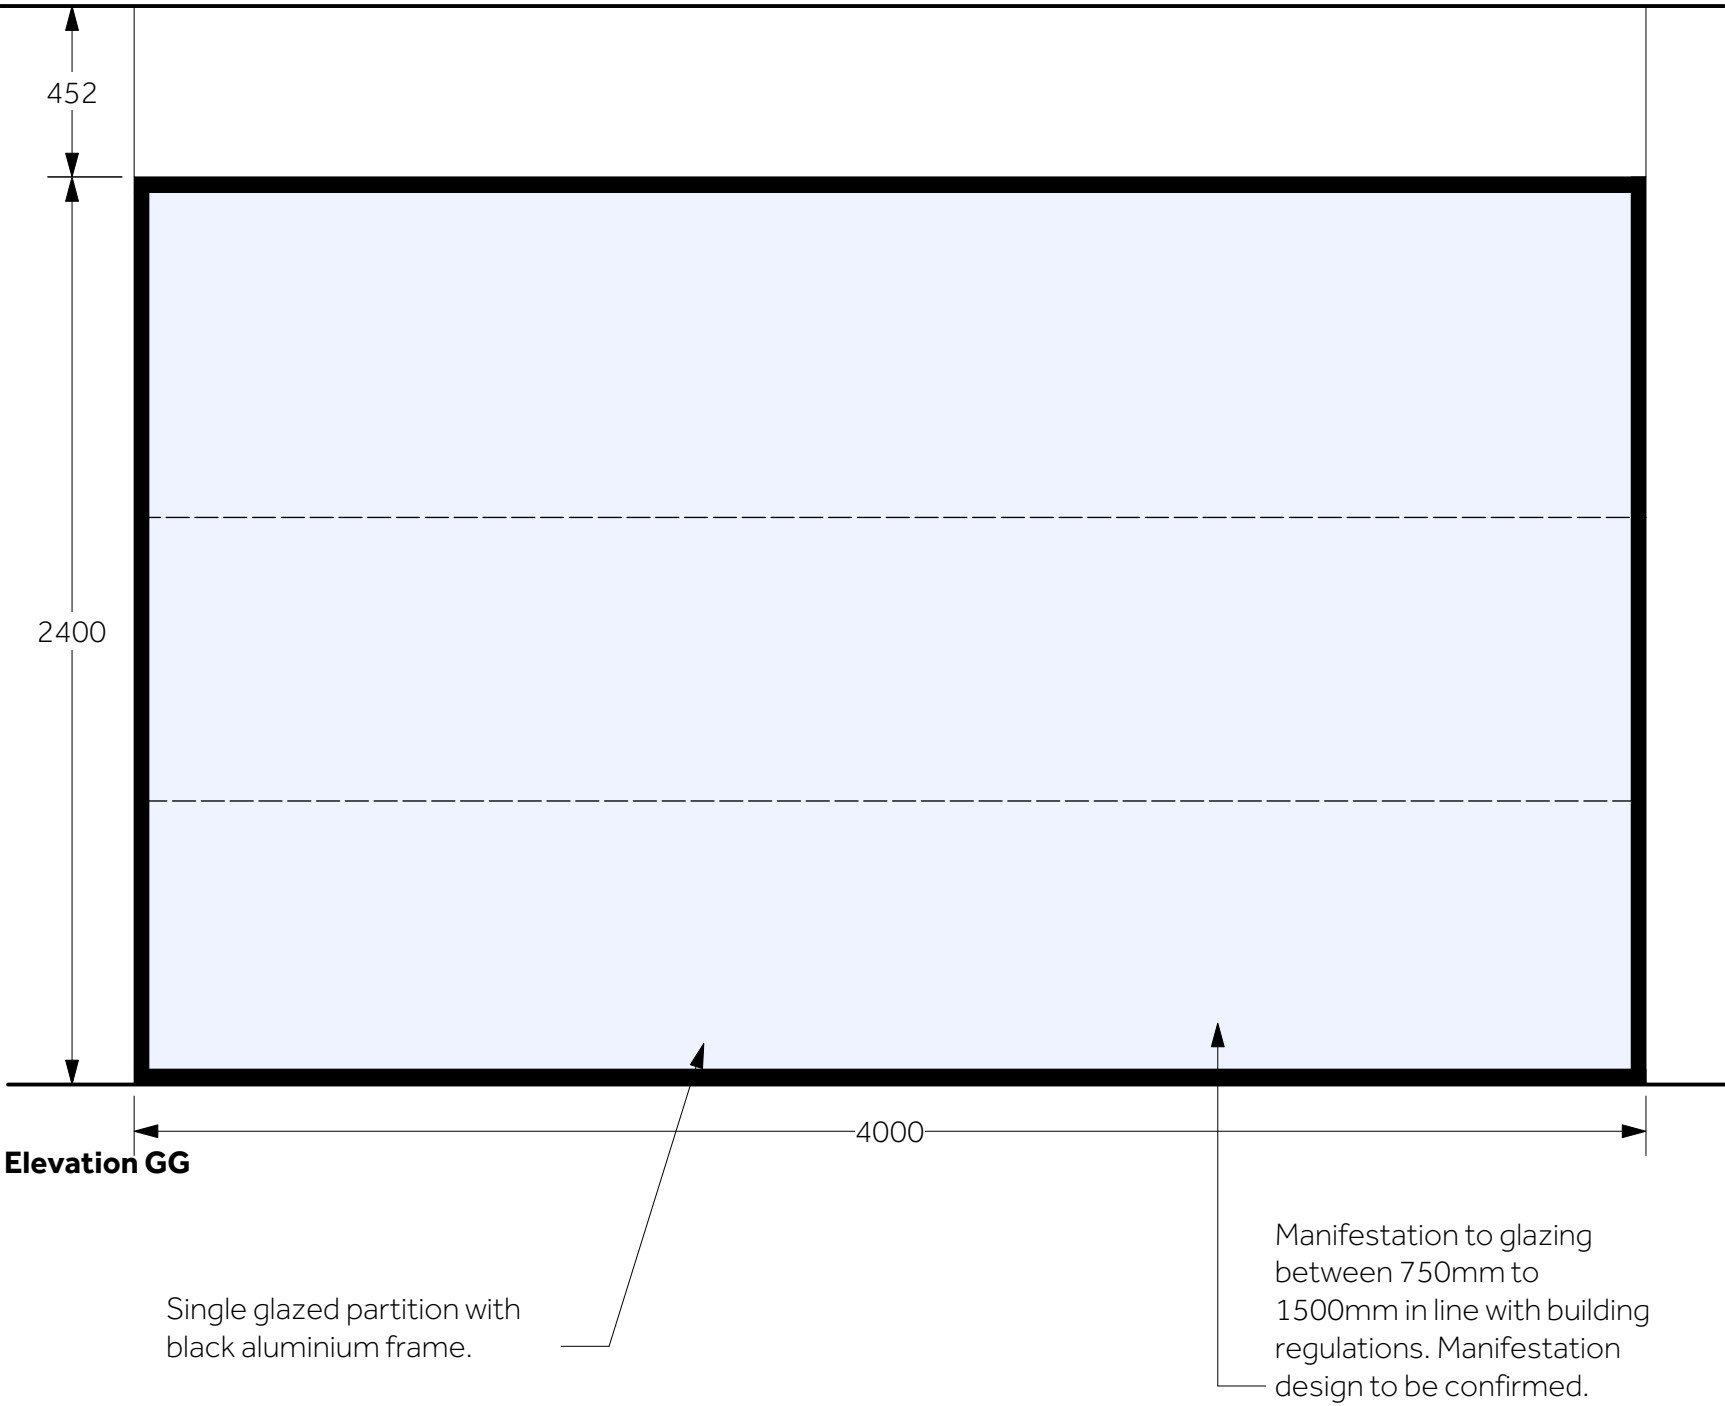 452
2400
4000
Elevation GG
Single glazed partition with
black aluminium frame.
Manifestation to glazing
between 750mm to
1500mm in line with building
regulations. Manifestation
design to be confirmed.